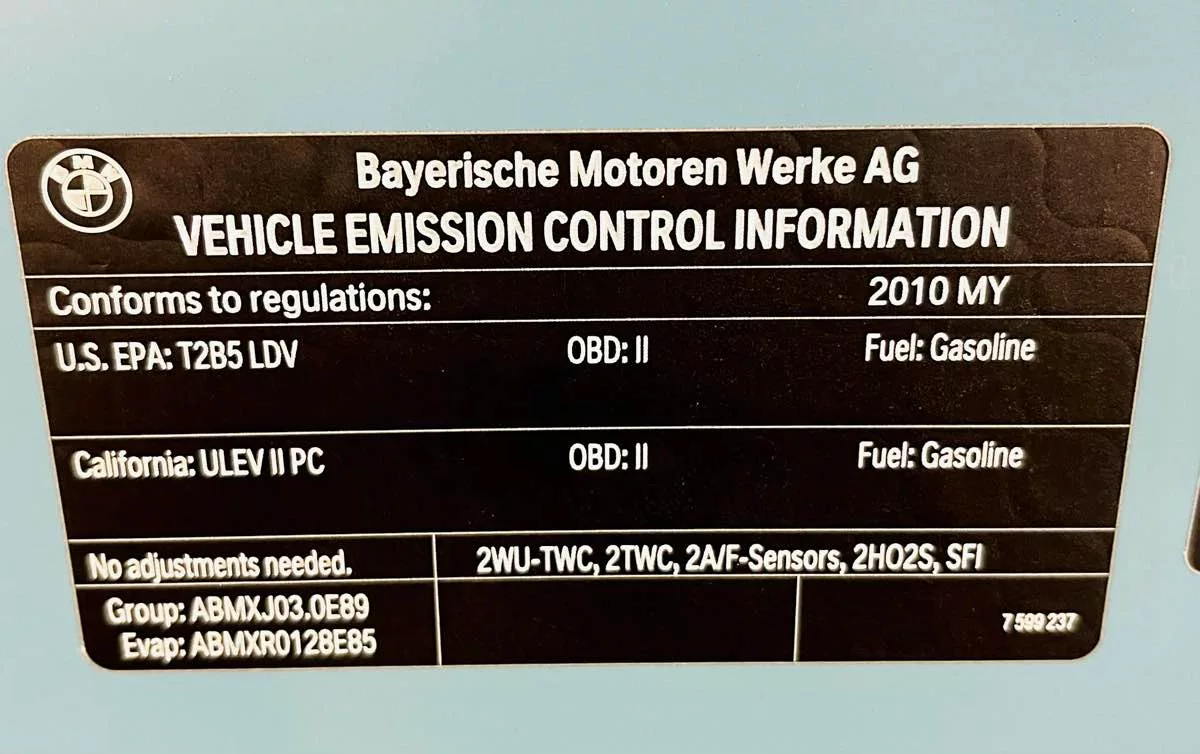 BMW
Bayerische Motoren Werke AG
VEHICLE EMISSION CONTROL INFORMATION
Conforms to regulations: 2010 MY
U.S. EPA: T2B5 LDV OBD: II Fuel: Gasoline
California: ULEV II PC OBD: II Fuel: Gasoline
No adjustments needed. 2WU-TWC, 2TWC, 2A/F-Sensors, 2HO2S, SFI
Group: ABMXJ03.0E89
Evap: ABMXR0128E85
7 599 237